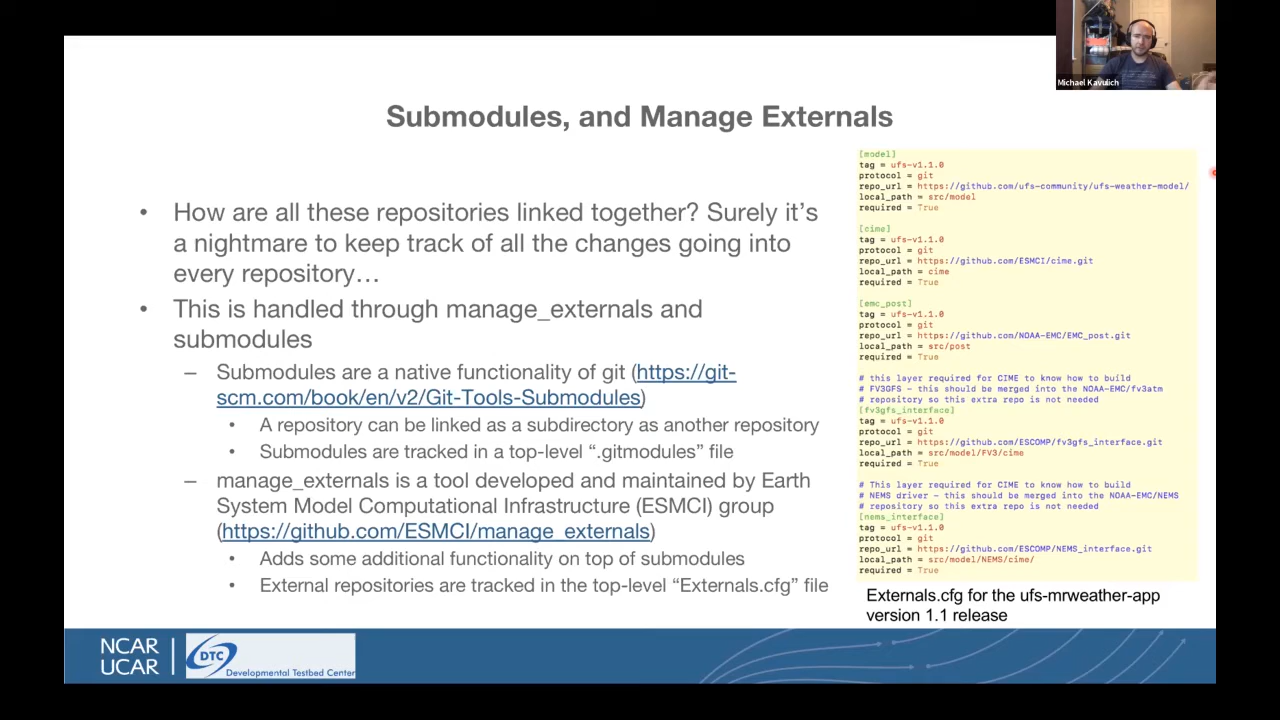 Michael Kavulich
Submodules, and Manage Externals
• How are all these repositories linked together? Surely it’s
a nightmare to keep track of all the changes going into
every repository…
• This is handled through manage_externals and
submodules
– Submodules are a native functionality of git (https://git-
scm.com/book/en/v2/Git-Tools-Submodules)
• A repository can be linked as a subdirectory as another repository
• Submodules are tracked in a top-level “.gitmodules” file
– manage_externals is a tool developed and maintained by Earth
System Model Computational Infrastructure (ESMCI) group
(https://github.com/ESMCI/manage_externals)
• Adds some additional functionality on top of submodules
• External repositories are tracked in the top-level “Externals.cfg” file
[model]
tag = ufs-v1.1.0
protocol = git
repo_url = https://github.com/ufs-community/ufs-weather-model/
local_path = src/model
required = True
[cime]
tag = ufs-v1.1.0
protocol = git
repo_url = https://github.com/ESMCI/cime.git
local_path = cime
required = True
[emc_post]
tag = ufs-v1.1.0
protocol = git
repo_url = https://github.com/NOAA-EMC/EMC_post.git
local_path = src/post
required = True
# this layer required for CIME to know how to build
# FV3GFS - this should be merged into the NOAA-EMC/fv3atm
# repository so this extra repo is not needed
[fv3gfs_interface]
tag = ufs-v1.1.0
protocol = git
repo_url = https://github.com/ESCOMP/fv3gfs_interface.git
local_path = src/model/FV3/cime
required = True
# This layer required for CIME to know how to build
# NEMS driver - this should be merged into the NOAA-EMC/NEMS
# repository so this extra repo is not needed
[nems_interface]
tag = ufs-v1.1.0
protocol = git
repo_url = https://github.com/ESCOMP/NEMS_interface.git
local_path = src/model/NEMS/cime/
required = True
Externals.cfg for the ufs-mrweather-app
version 1.1 release
NCAR
UCAR
DTC
Developmental Testbed Center